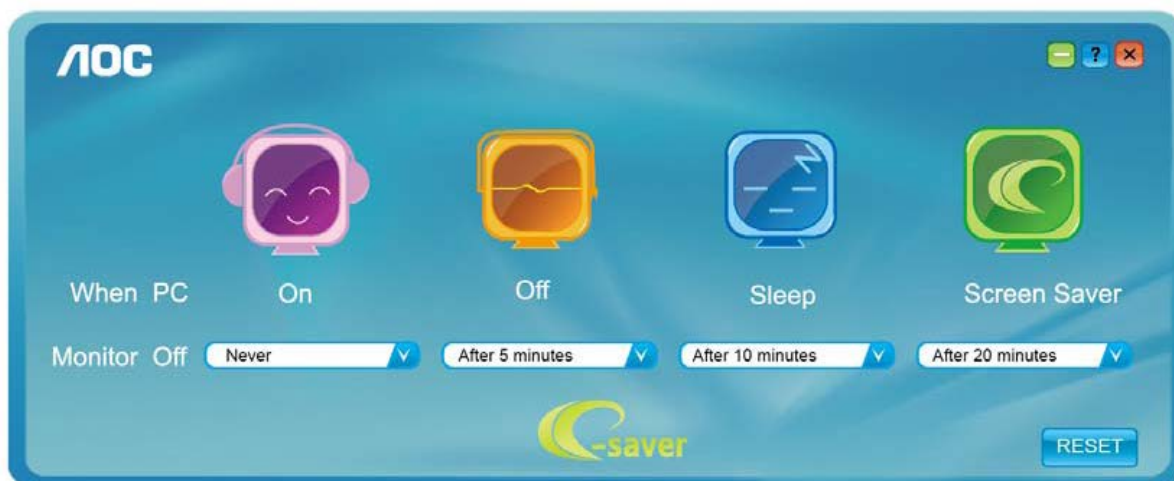 AOC
?
When PC On Off Sleep Screen Saver
Monitor Off Never After 5 minutes After 10 minutes After 20 minutes
e-saver
RESET